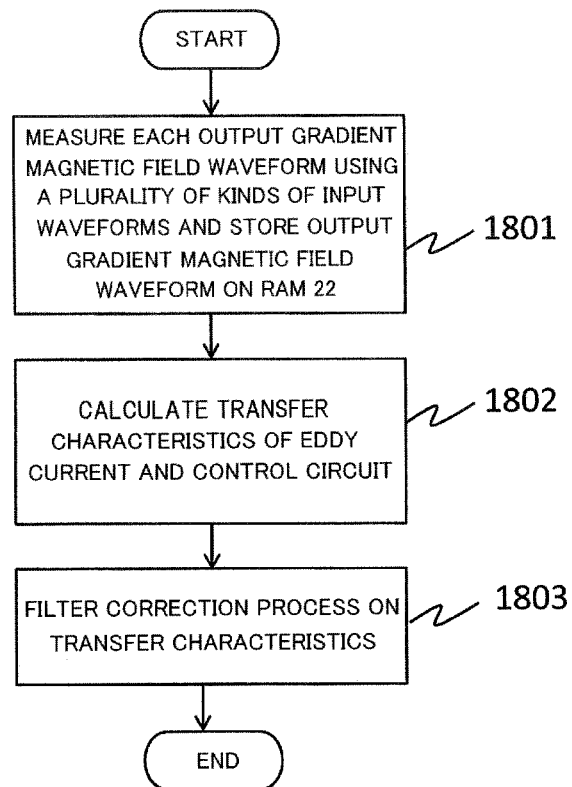 START
MEASURE EACH OUTPUT GRADIENT
MAGNETIC FIELD WAVEFORM USING
A PLURALITY OF KINDS OF INPUT
WAVEFORMS AND STORE OUTPUT
GRADIENT MAGNETIC FIELD
WAVEFORM ON RAM 22
1801
CALCULATE TRANSFER
CHARACTERISTICS OF EDDY
CURRENT AND CONTROL CIRCUIT
1802
FILTER CORRECTION PROCESS ON
TRANSFER CHARACTERISTICS
1803
END